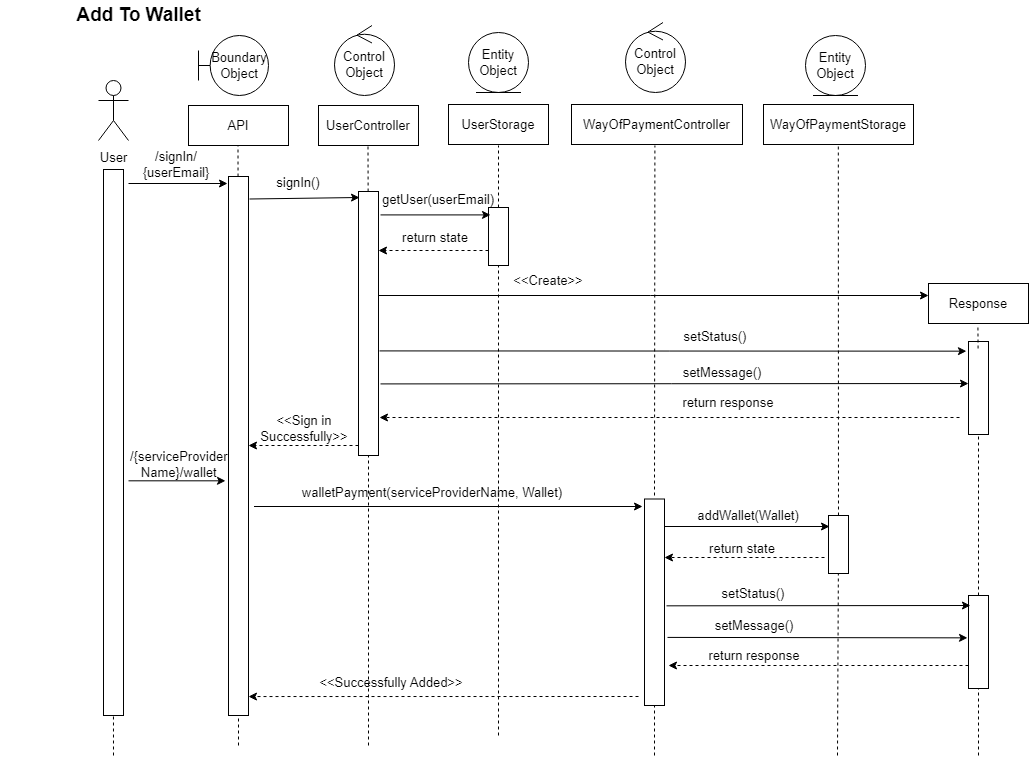 Add To Wallet
Boundary
Object
Control
Object
Entity
Object
Control
Object
Entity
Object
User
API
UserController
UserStorage
WayOfPaymentController
WayOfPaymentStorage
/signIn/
{userEmail}
signIn()
getUser(userEmail)
return state
<<Create>>
Response
setStatus()
setMessage()
return response
<<Sign in
Successfully>>
/{serviceProvider
Name}/wallet
walletPayment(serviceProviderName, Wallet)
addWallet(Wallet)
return state
setStatus()
setMessage()
return response
<<Successfully Added>>